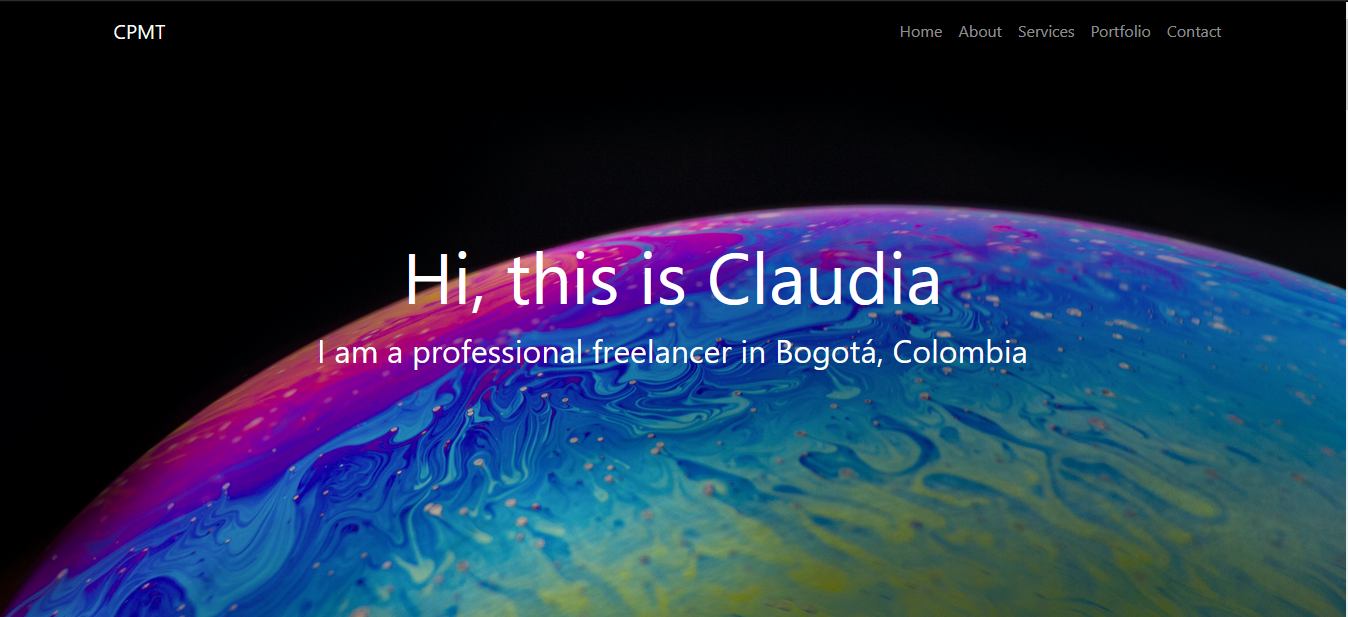 CPMT
Home About Services Portfolio Contact
Hi, this is Claudia
I am a professional freelancer in Bogotá, Colombia